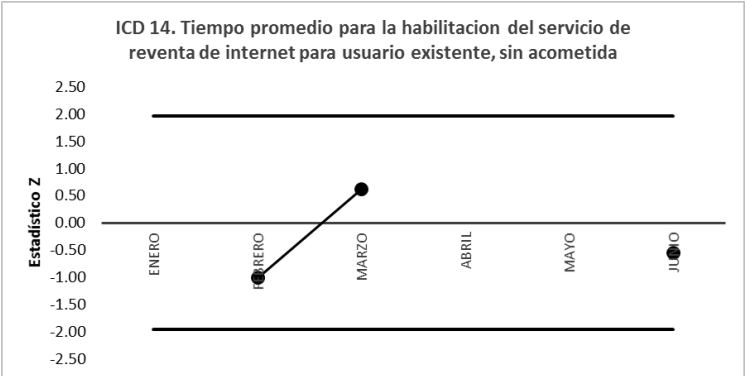 ICD 14. Tiempo promedio para la habilitacion del servicio de
reventa de internet para usuario existente, sin acometida
Estadístico Z
2.50
2.00
1.50
1.00
0.50
0.00
-0.50
-1.00
-1.50
-2.00
-2.50
ENERO
FEBRERO
MARZO
ABRIL
MAYO
JUNIO